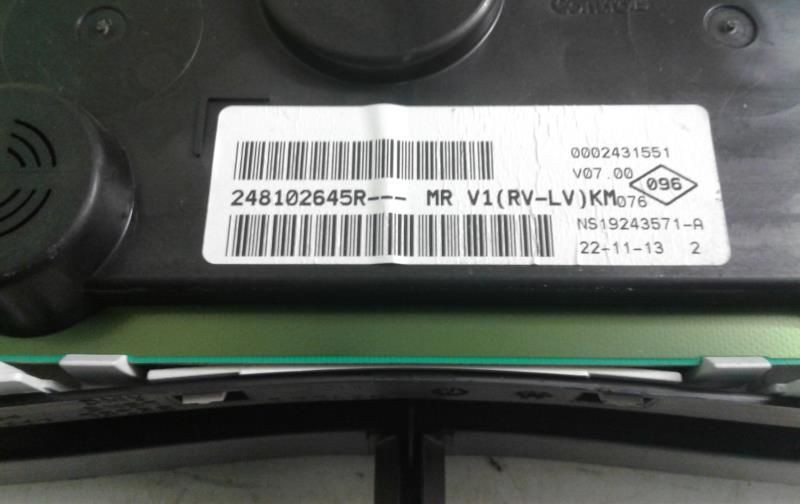 0002431551
V07.00
096
248102645R--- MR V1(RV-LV)KM 076
NS19243571-A
22-11-13 2